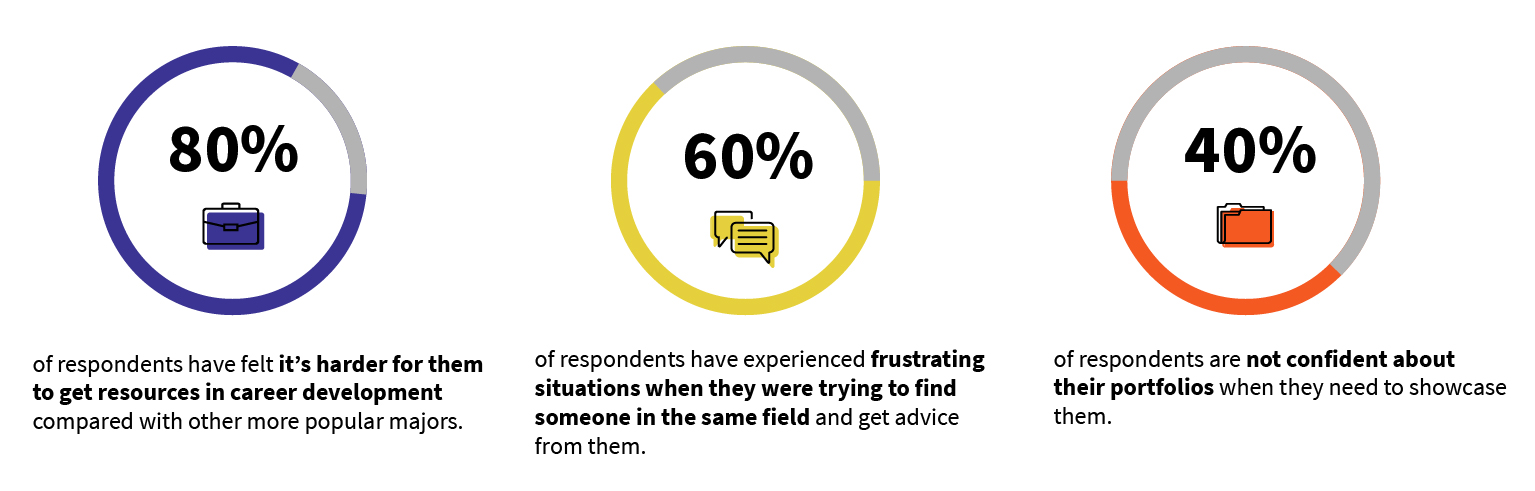 80%
of respondents have felt it’s harder for them
to get resources in career development
compared with other more popular majors.
60%
of respondents have experienced frustrating
situations when they were trying to find
someone in the same field and get advice
from them.
40%
of respondents are not confident about
their portfolios when they need to showcase
them.